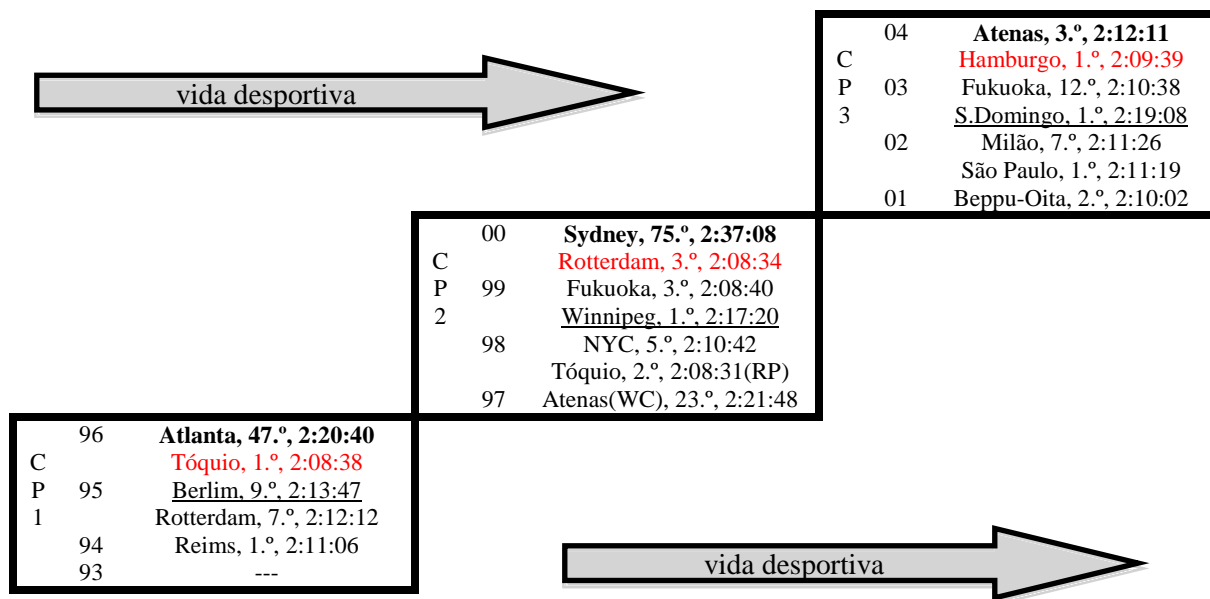 04 Atenas, 3.º, 2:12:11
C Hamburgo, 1.º, 2:09:39
P 03 Fukuoka, 12.º, 2:10:38
3 S.Domingo, 1.º, 2:19:08
02 Milão, 7.º, 2:11:26
São Paulo, 1.º, 2:11:19
01 Beppu-Oita, 2.º, 2:10:02
vida desportiva
00 Sydney, 75.º, 2:37:08
C Rotterdam, 3.º, 2:08:34
P 99 Fukuoka, 3.º, 2:08:40
2 Winnipeg, 1.º, 2:17:20
98 NYC, 5.º, 2:10:42
Tóquio, 2.º, 2:08:31(RP)
97 Atenas(WC), 23.º, 2:21:48
96 Atlanta, 47.º, 2:20:40
C Tóquio, 1.º, 2:08:38
P 95 Berlim, 9.º, 2:13:47
1 Rotterdam, 7.º, 2:12:12
94 Reims, 1.º, 2:11:06
93 ---
vida desportiva